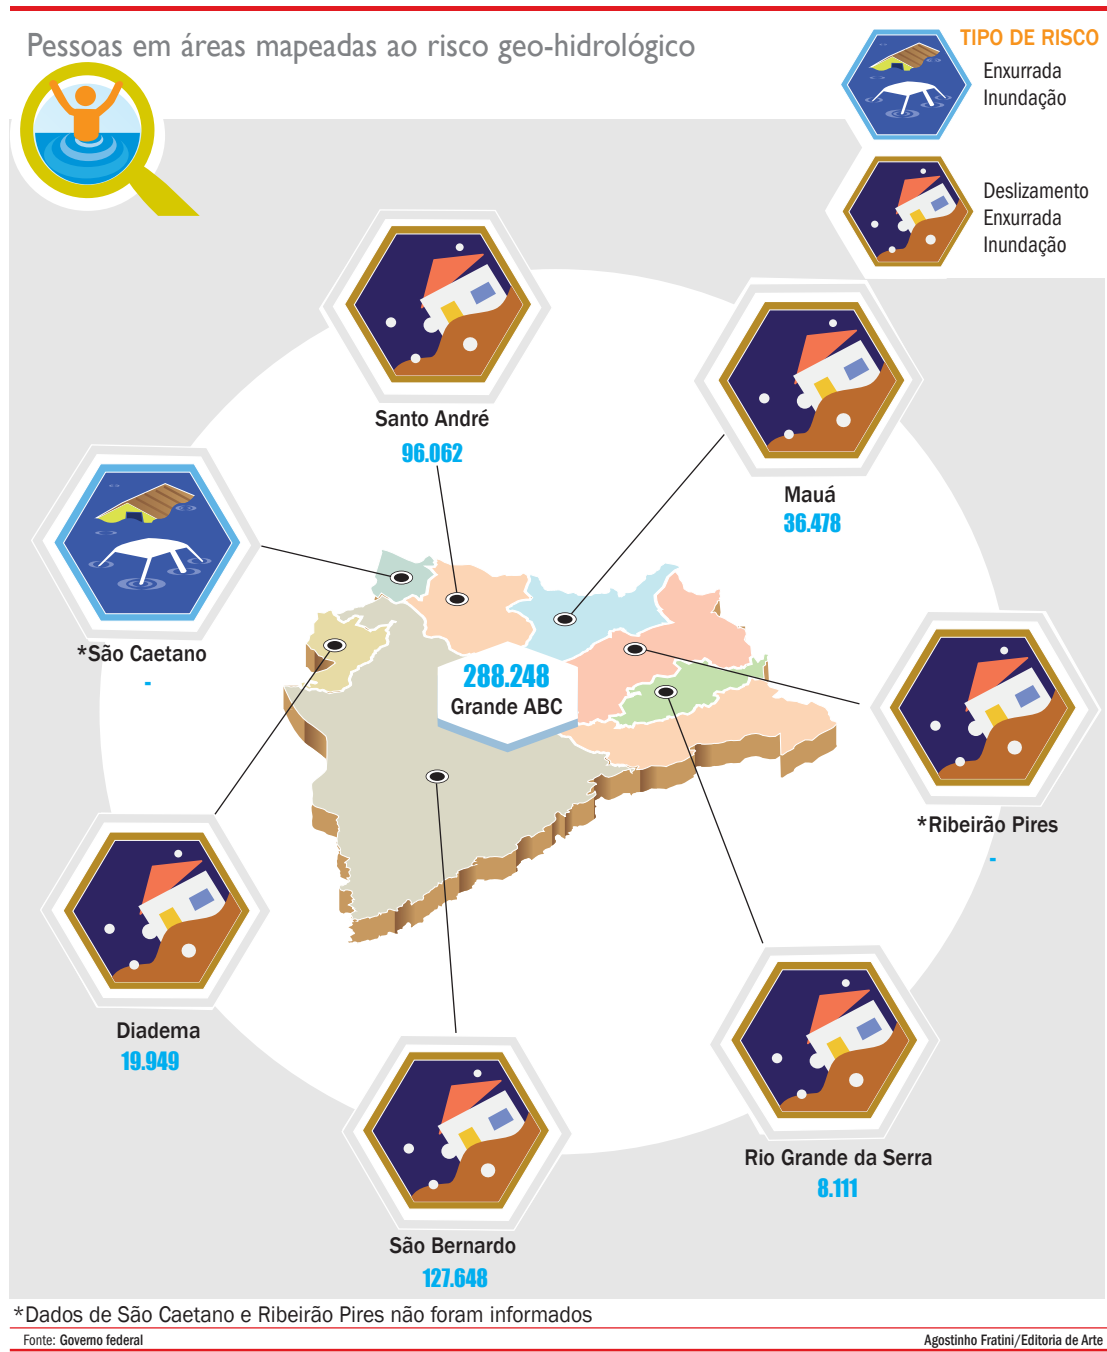 Pessoas em áreas mapeadas ao risco geo-hidrológico
TIPO DE RISCO
Enxurrada
Inundação
Deslizamento
Enxurrada
Inundação
Santo André
96.062
Mauá
36.478
*São Caetano
-
288.248
Grande ABC
*Ribeirão Pires
-
Diadema
19.949
Rio Grande da Serra
8.111
São Bernardo
127.648
*Dados de São Caetano e Ribeirão Pires não foram informados
Fonte: Governo federal
Agostinho Fratini/Editoria de Arte